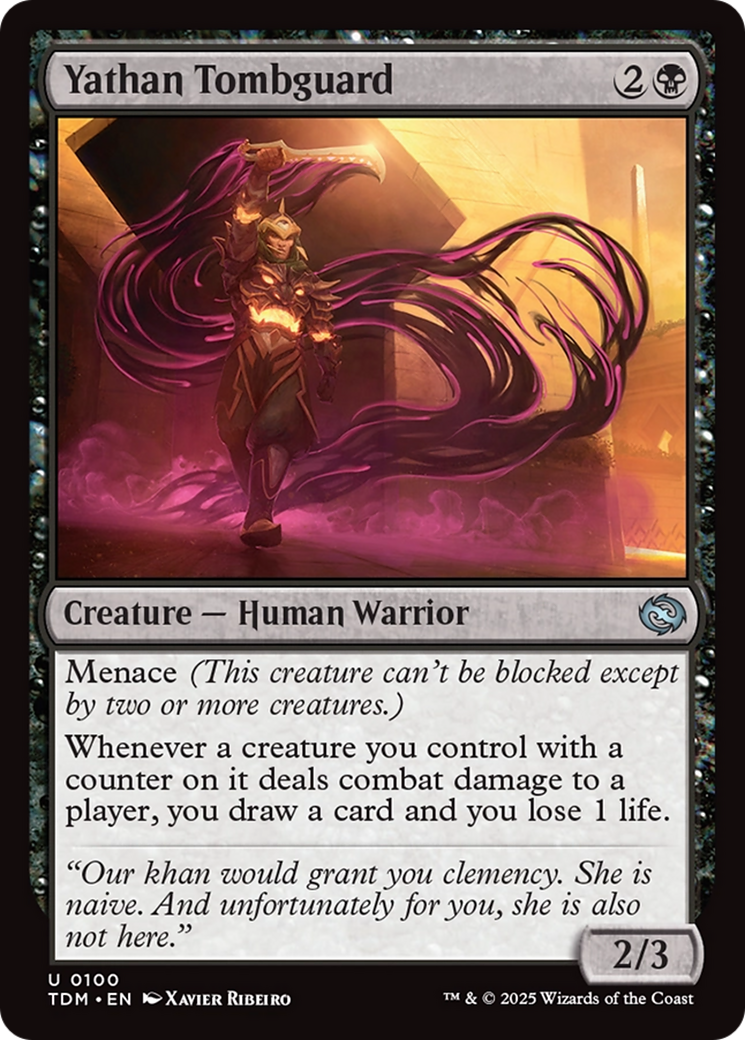 Yathan Tombguard 2
Creature — Human Warrior
Menace (This creature can't be blocked except
by two or more creatures.)
Whenever a creature you control with a
counter on it deals combat damage to a
player, you draw a card and you lose 1 life.
“Our khan would grant you clemency. She is
naive. And unfortunately for you, she is also
not here.”
2/3
U 0100
TDM • EN Xavier Ribeiro
™ & © 2025 Wizards of the Coast